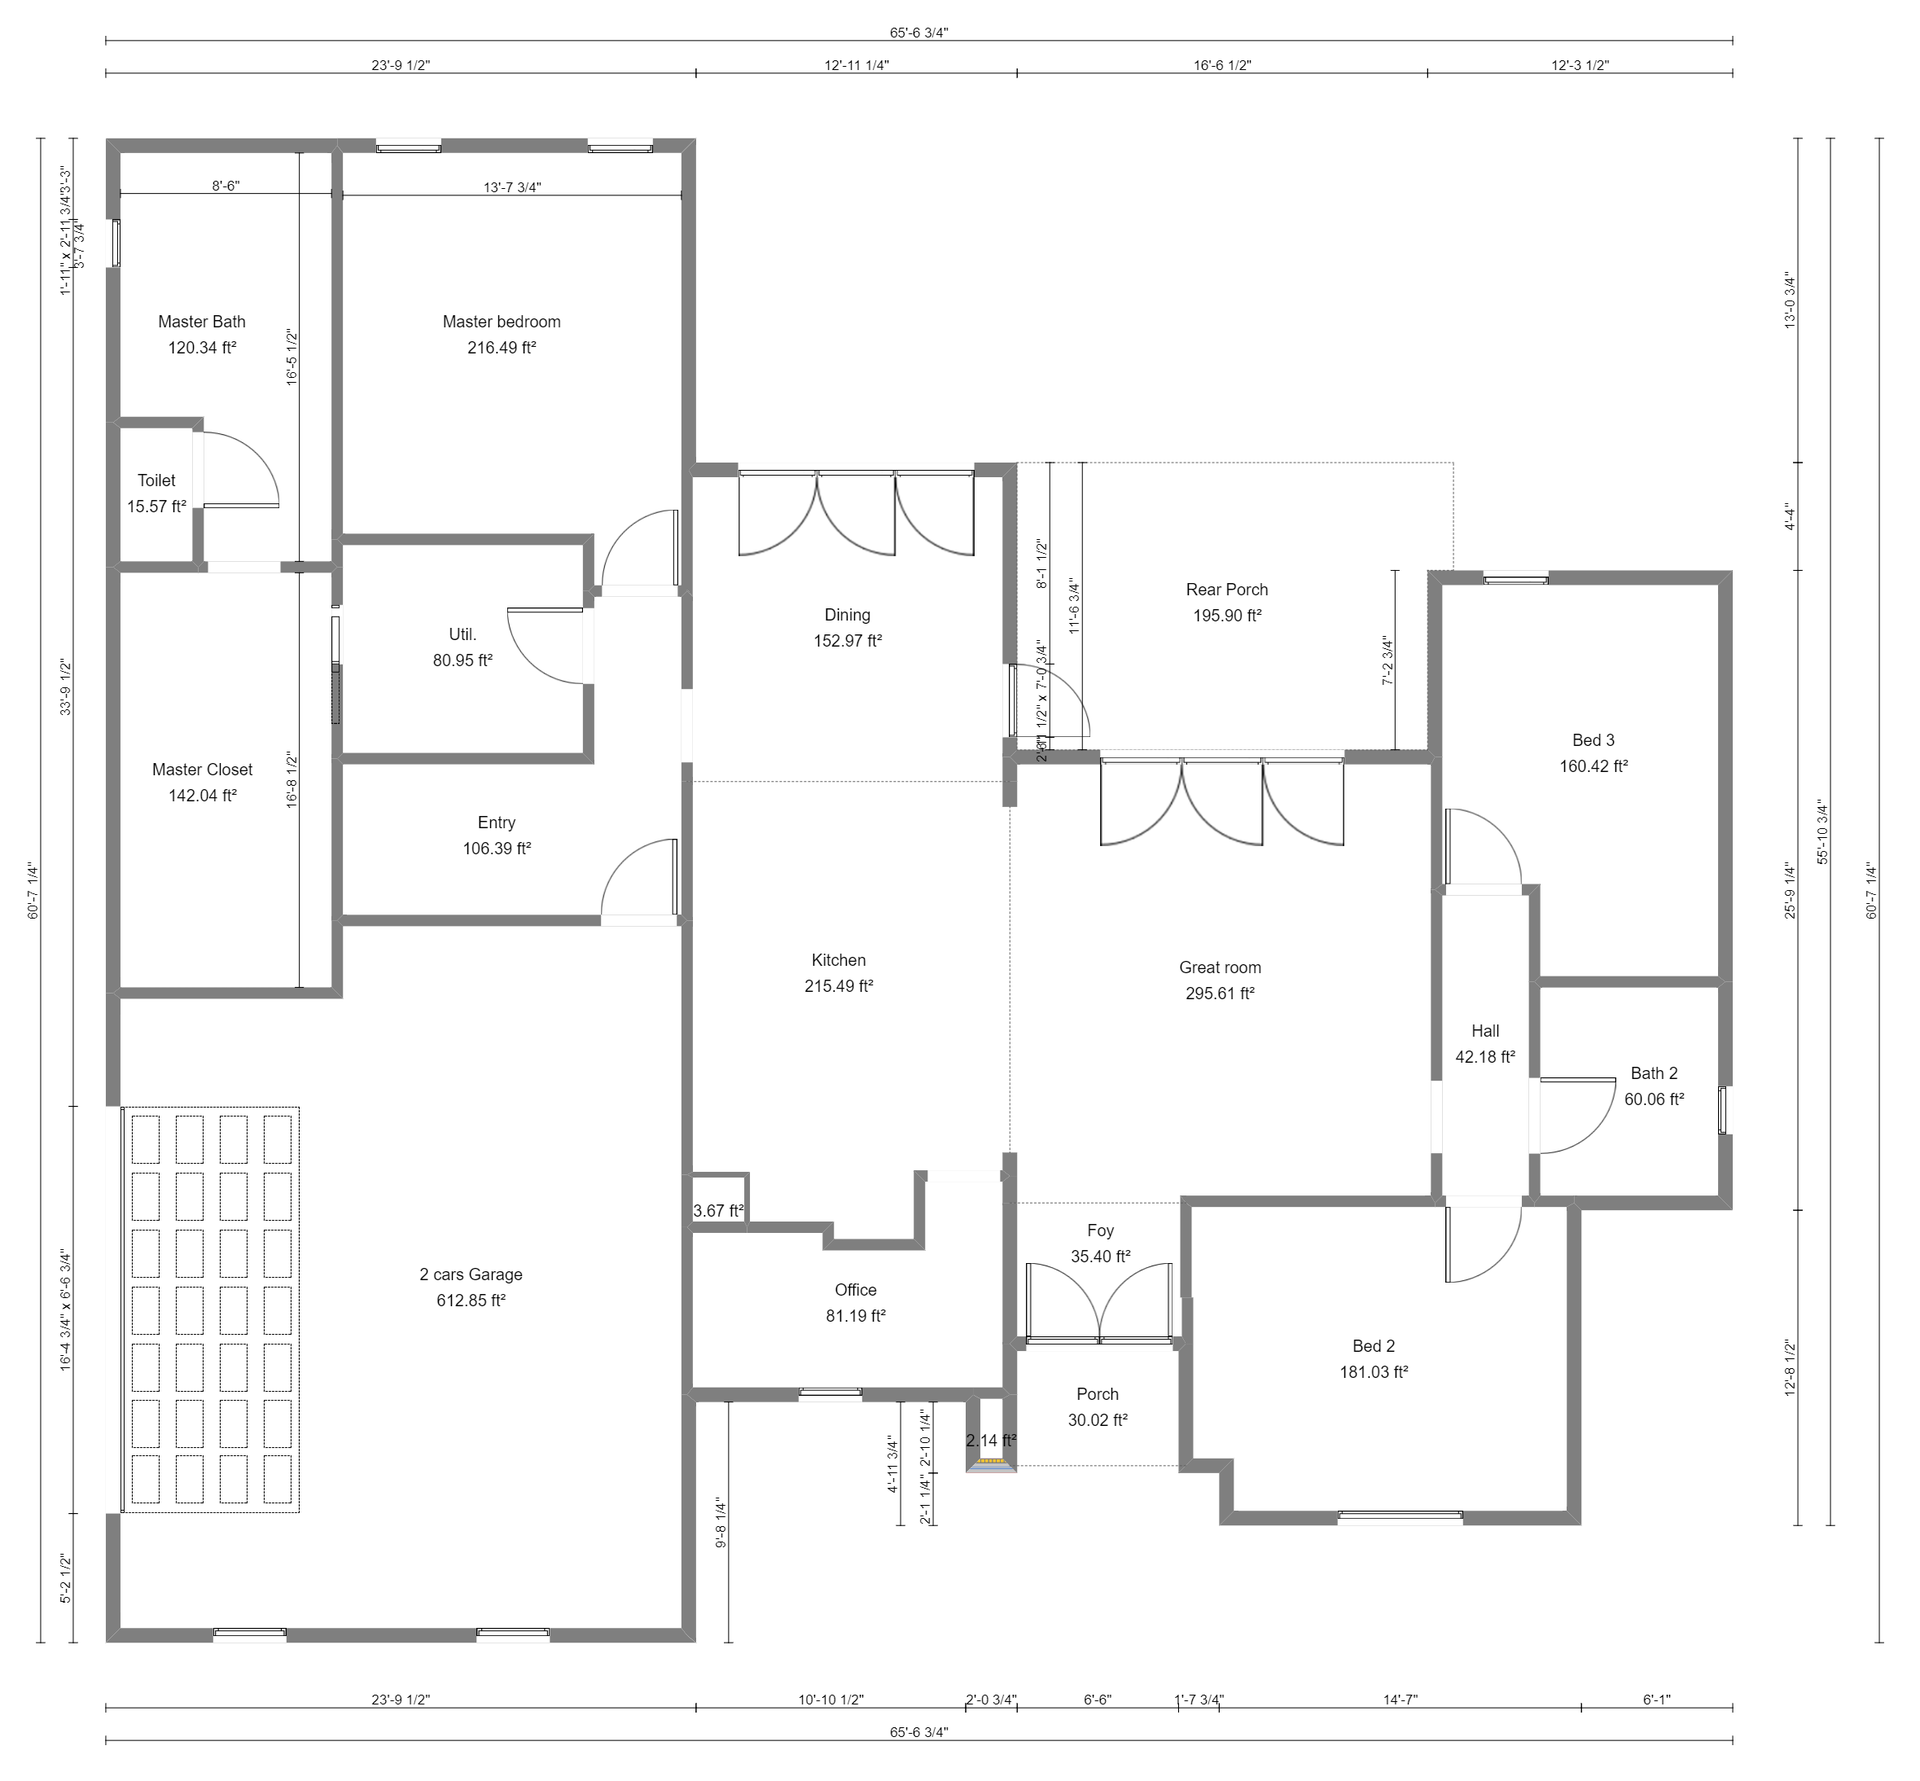 65'-6 3/4"
23'-9 1/2"
12'-11 1/4"
16'-6 1/2"
12'-3 1/2"
3'-3"
1'-11" x 2'-11 3/4"
3'-7 3/4"
33'-9 1/2"
60'-7 1/4"
16'-4 3/4" x 6'-6 3/4"
5'-2 1/2"
8'-6"
13'-7 3/4"
16'-5 1/2"
Master Bath
120.34 ft²
Master bedroom
216.49 ft²
Toilet
15.57 ft²
Util.
80.95 ft²
Dining
152.97 ft²
8'-1 1/2"
11'-6 3/4"
Rear Porch
195.90 ft²
7'-2 3/4"
Bed 3
160.42 ft²
Master Closet
142.04 ft²
16'-8 1/2"
Entry
106.39 ft²
Kitchen
215.49 ft²
Great room
295.61 ft²
Hall
42.18 ft²
Bath 2
60.06 ft²
3.67 ft²
Foy
35.40 ft²
2 cars Garage
612.85 ft²
Office
81.19 ft²
Bed 2
181.03 ft²
Porch
30.02 ft²
2.14 ft²
9'-8 1/4"
4'-11 3/4"
2'-10 1/4"
2'-1 1/4"
13'-0 3/4"
4'-4"
25'-9 1/4"
12'-8 1/2"
55'-10 3/4"
60'-7 1/4"
23'-9 1/2"
10'-10 1/2"
2'-0 3/4"
6'-6"
1'-7 3/4"
14'-7"
6'-1"
65'-6 3/4"